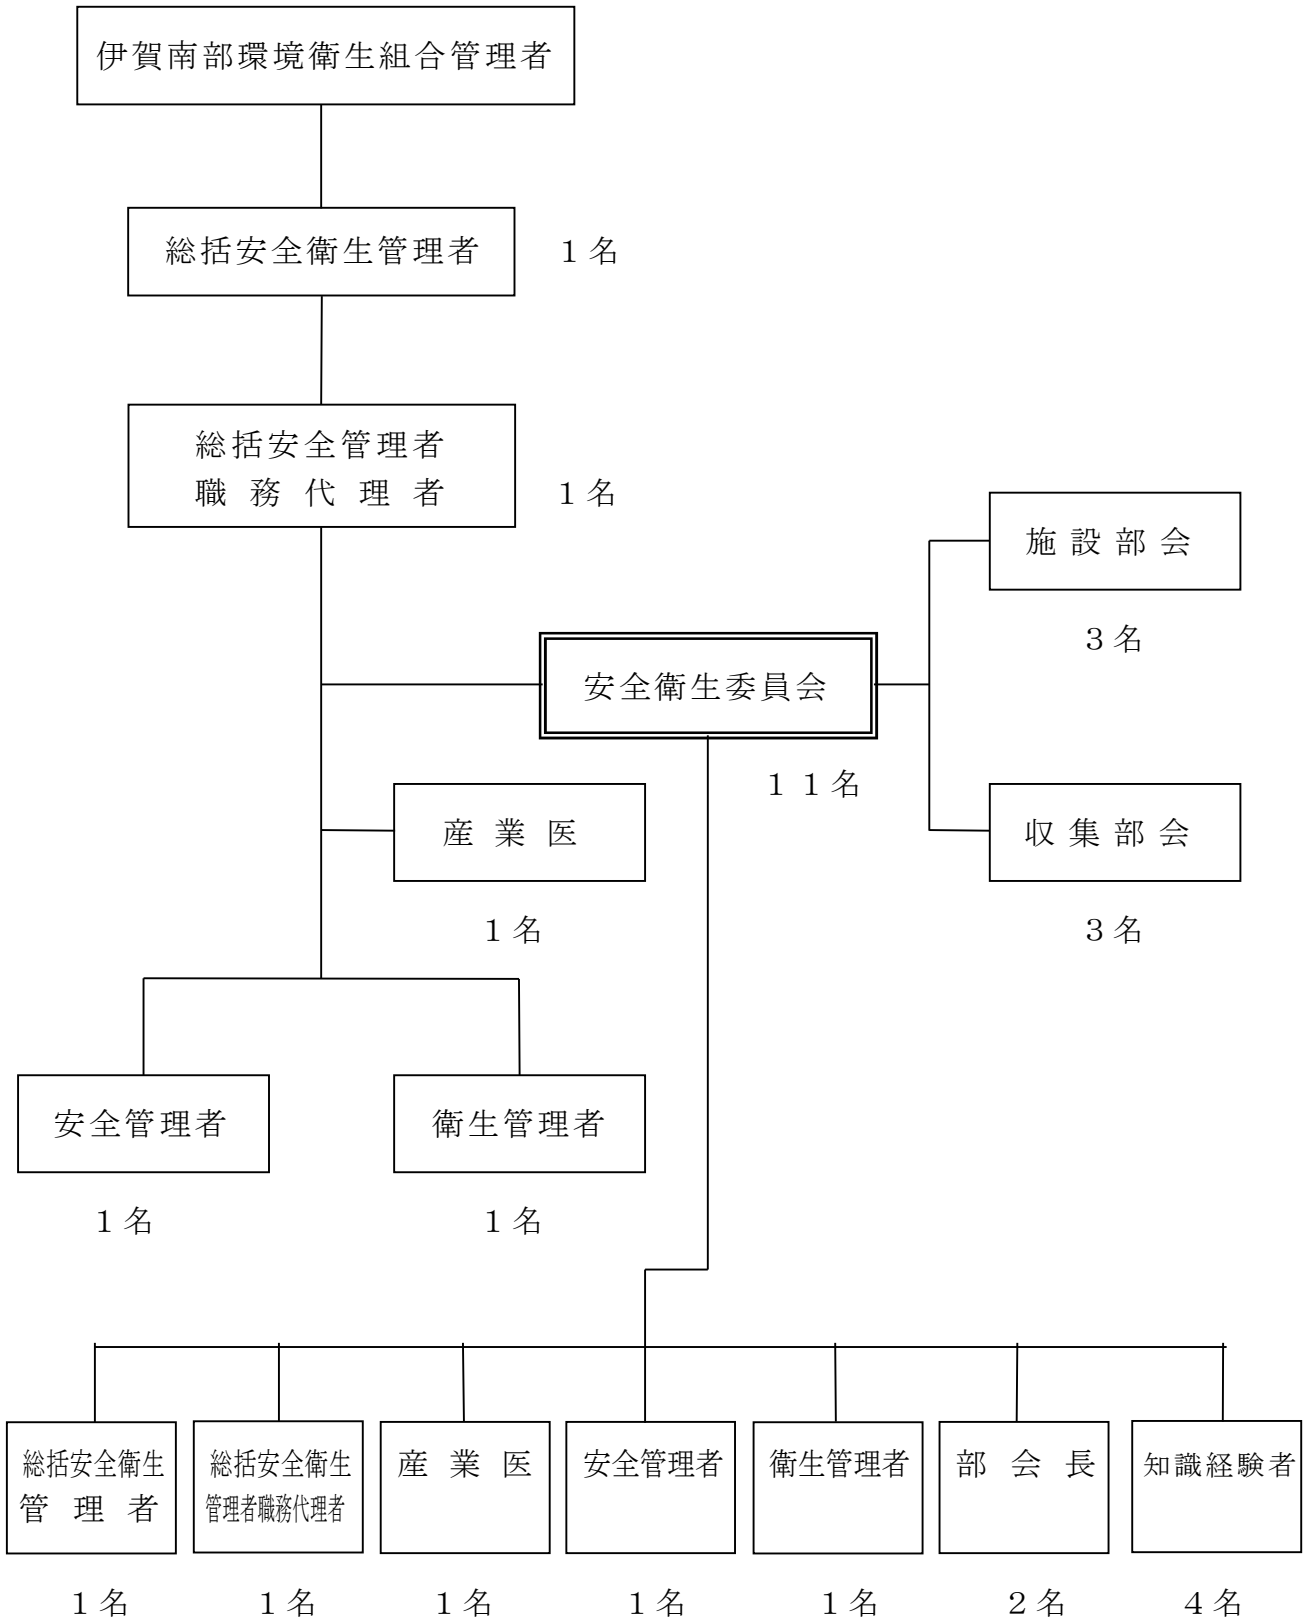 伊賀南部環境衛生組合管理者
総括安全衛生管理者
１名
総括安全管理者
職務代理者
１名
施設部会
３名
安全衛生委員会
１１名
産業医
１名
収集部会
３名
安全管理者
１名
衛生管理者
１名
総括安全衛生
管理者
１名
総括安全衛生
管理者職務代理者
１名
産業医
１名
安全管理者
１名
衛生管理者
１名
部会長
２名
知識経験者
４名